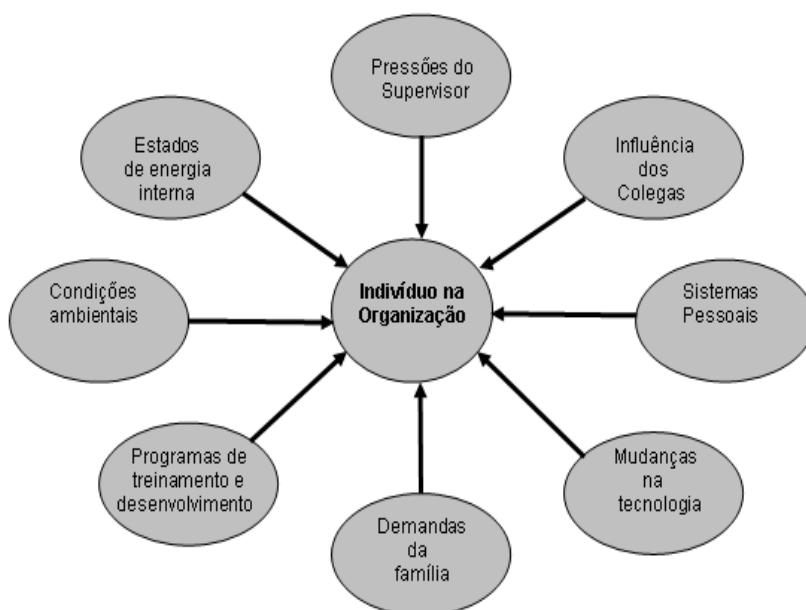 Pressões do
Supervisor
Estados
de energia
interna
Influência
dos
Colegas
Condições
ambientais
Indivíduo na
Organização
Sistemas
Pessoais
Programas de
treinamento e
desenvolvimento
Mudanças
na
tecnologia
Demandas
da
família